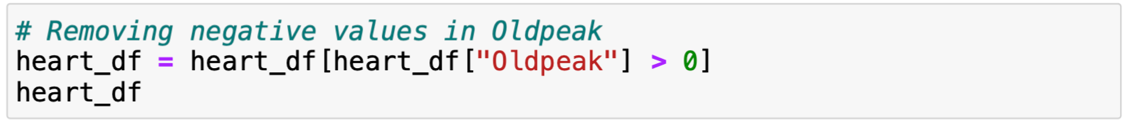 # Removing negative values in Oldpeak
heart_df = heart_df[heart_df["Oldpeak"] > 0]
heart_df